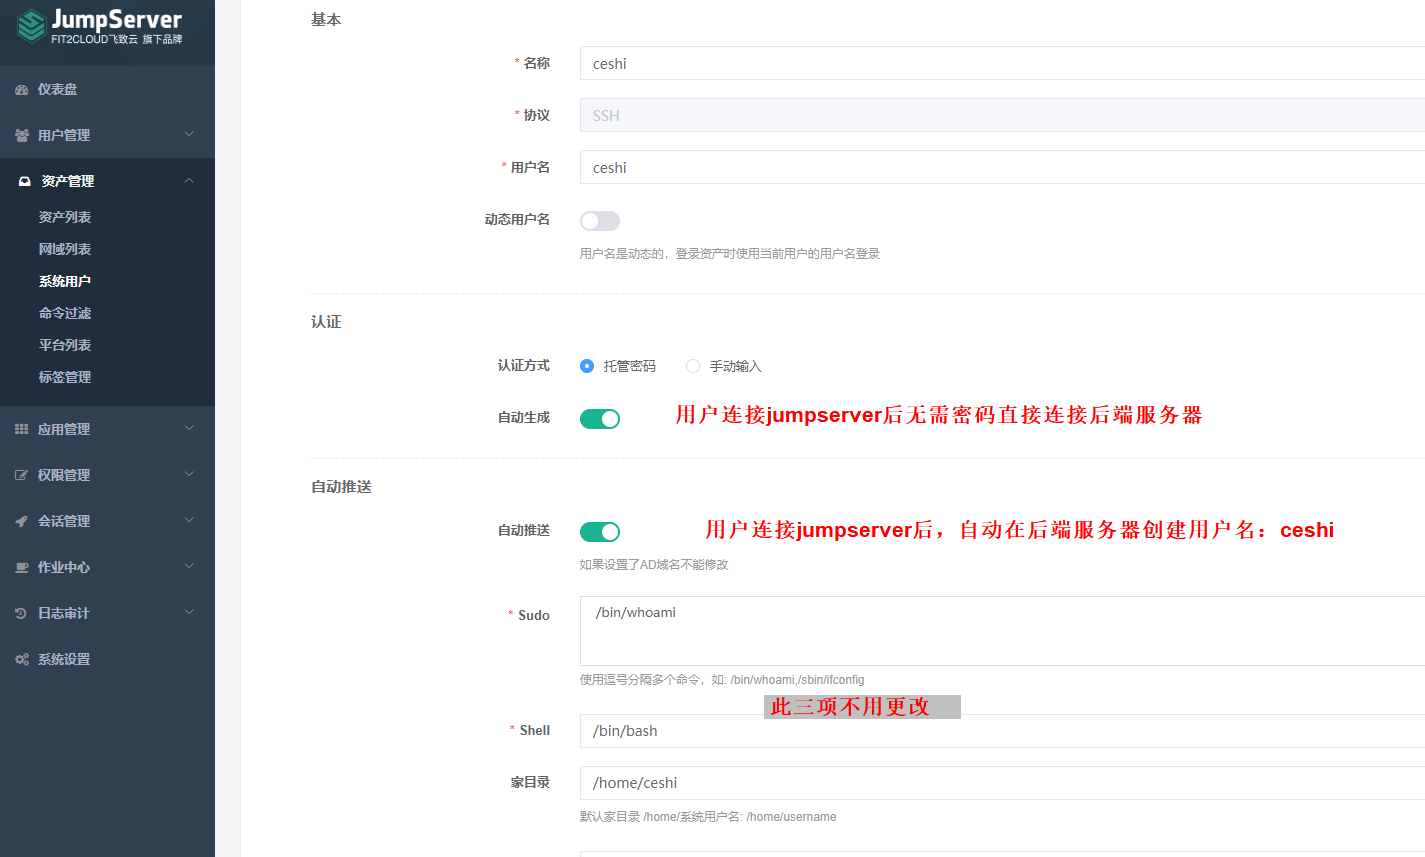 JumpServer
FIT2CLOUD飞致云 旗下品牌
仪表盘
用户管理
资产管理
资产列表
网域列表
系统用户
命令过滤
平台列表
标签管理
应用管理
权限管理
会话管理
作业中心
日志审计
系统设置
基本
* 名称 ceshi
* 协议 SSH
* 用户名 ceshi
动态用户名
用户名是动态的，登录资产时使用当前用户的用户名登录
认证
认证方式 托管密码 手动输入
自动生成 用户连接jumpserver后无需密码直接连接后端服务器
自动推送
自动推送 用户连接jumpserver后，自动在后端服务器创建用户名：ceshi
如果设置了AD域名不能修改
* Sudo /bin/whoami
使用逗号分隔多个命令，如: /bin/whoami,/sbin/ifconfig
此三项不用更改
* Shell /bin/bash
家目录 /home/ceshi
默认家目录 /home/系统用户名: /home/username